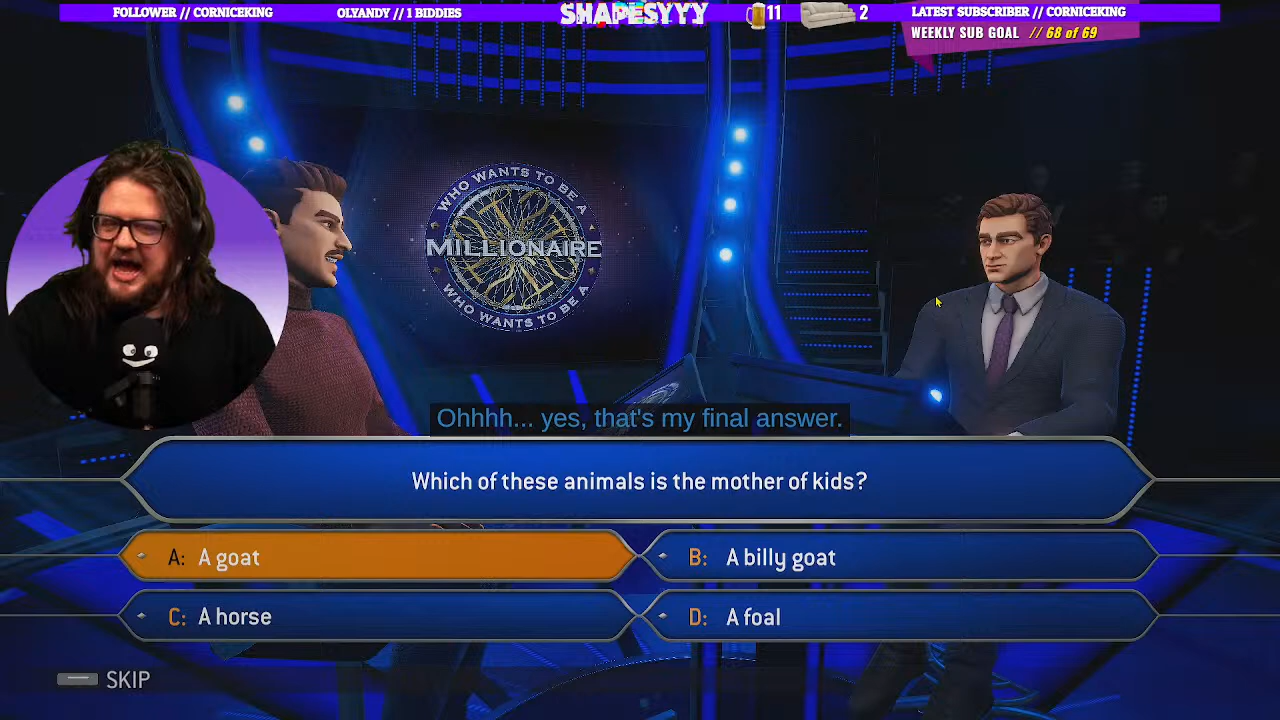 FOLLOWER // CORNICEKING
OLYANDY // 1 BIDDIES
SHAPESYYY
11
2
LATEST SUBSCRIBER // CORNICEKING
WEEKLY SUB GOAL // 68 of 69
WHO WANTS TO BE A
MILLIONAIRE
WHO WANTS TO BE A
Ohhhh... yes, that's my final answer.
Which of these animals is the mother of kids?
A: A goat
B: A billy goat
C: A horse
D: A foal
SKIP